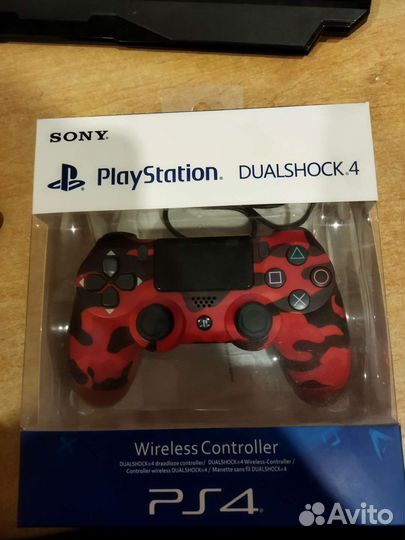 SONY
PlayStation. DUALSHOCK.4
Wireless Controller
DUALSHOCK®4 draadloze controller/ DUALSHOCK®4 Wireless-Controller /
Controller wireless DUALSHOCK®4 / Manette sans fil DUALSHOCK®4
PS4
Avito